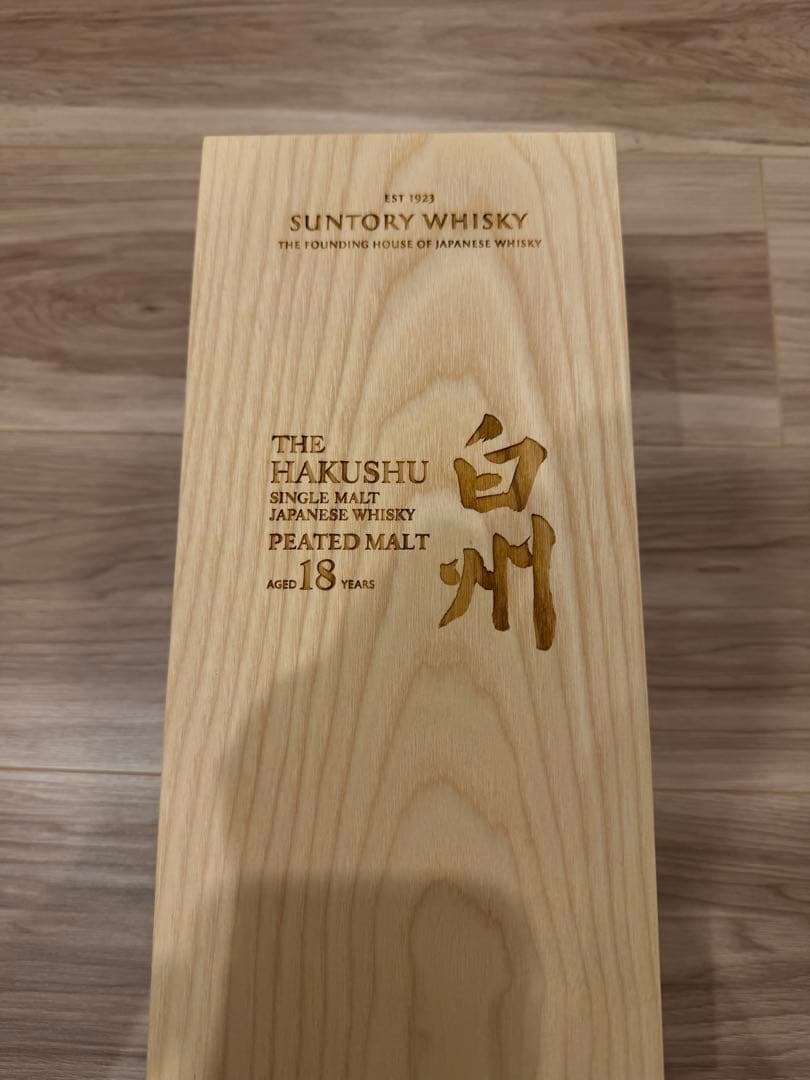 EST 1923
SUNTORY WHISKY
THE FOUNDING HOUSE OF JAPANESE WHISKY
THE
HAKUSHU
SINGLE MALT
JAPANESE WHISKY
PEATED MALT
AGED 18 YEARS
白州